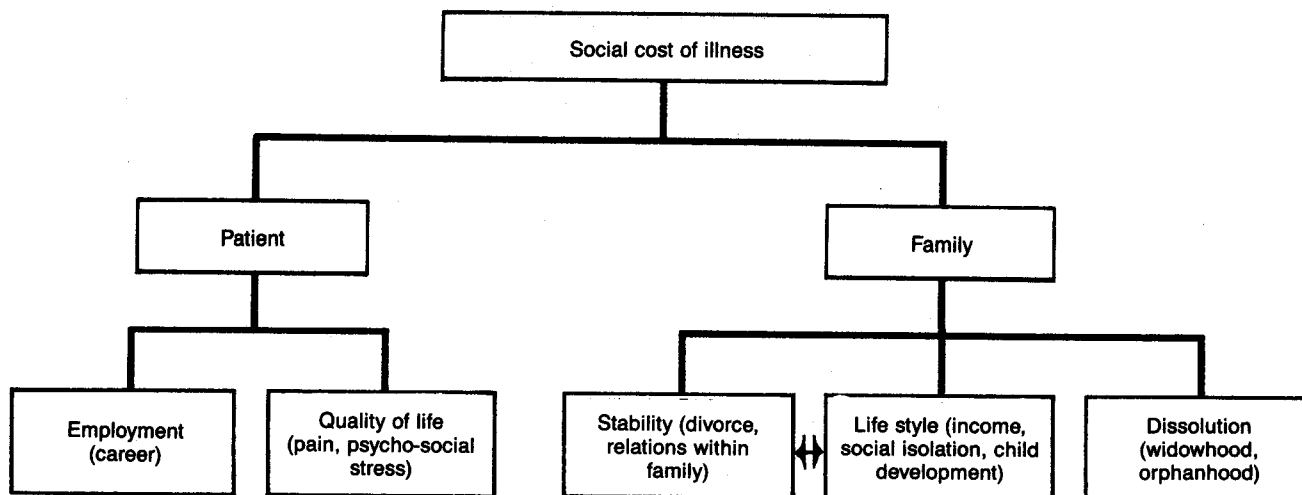 Social cost of illness
Patient
Family
Employment
(career)
Quality of life
(pain, psycho-social
stress)
Stability (divorce,
relations within
family)
Life style (income,
social isolation, child
development)
Dissolution
(widowhood,
orphanhood)